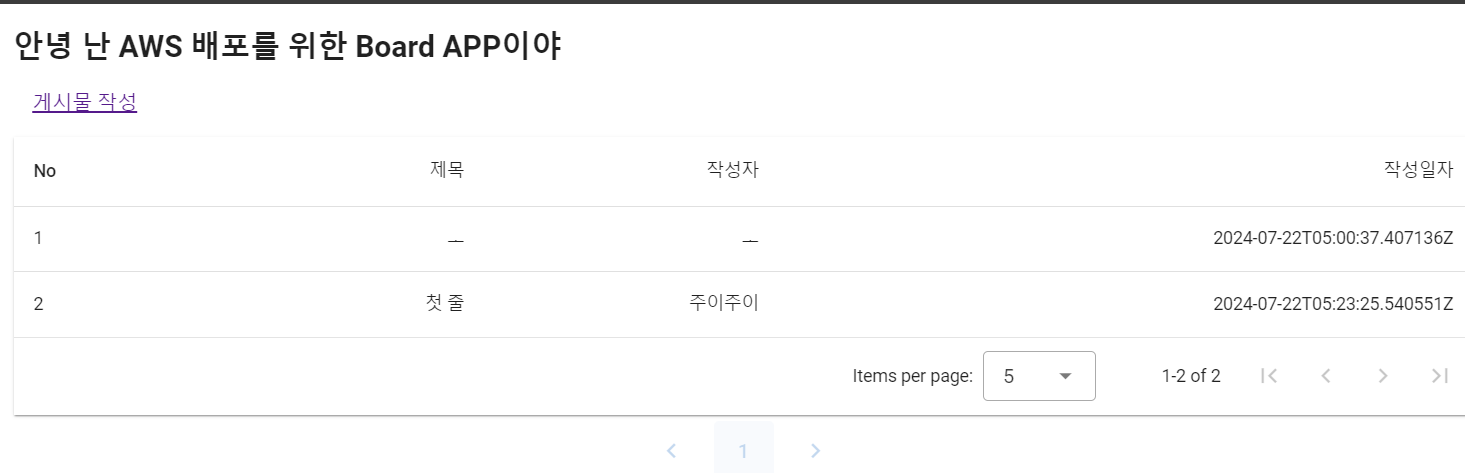 안녕 난 AWS 배포를 위한 Board APP이야
게시물 작성
No 제목 작성자 작성일자
1 ㅗ ㅗ 2024-07-22T05:00:37.407136Z
2 첫 줄 주이주이 2024-07-22T05:23:25.540551Z
Items per page: 5 1-2 of 2
1